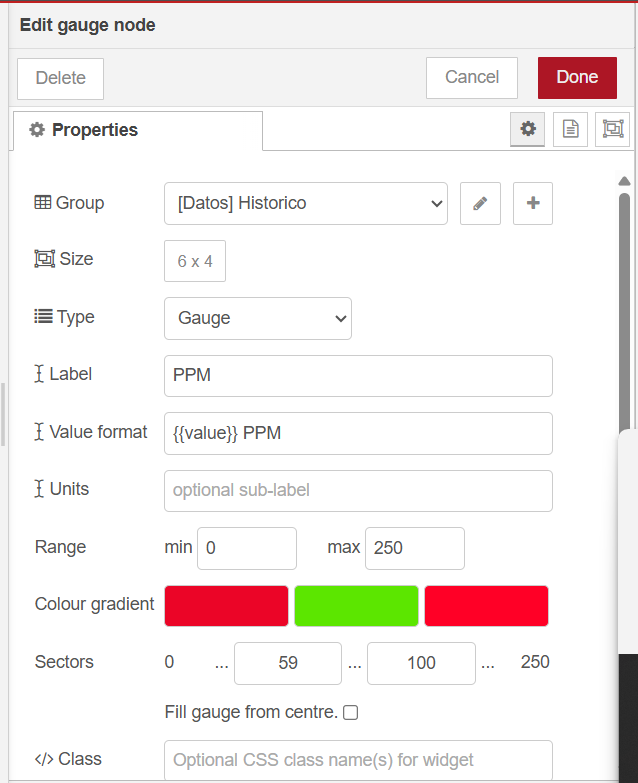 Edit gauge node
Delete
Cancel
Done
Properties
Group
[Datos] Historico
Size
6 x 4
Type
Gauge
Label
PPM
Value format
{{value}} PPM
Units
optional sub-label
Range
min 0
max 250
Colour gradient
Sectors
0 ... 59 ... 100 ... 250
Fill gauge from centre.
</> Class
Optional CSS class name(s) for widget